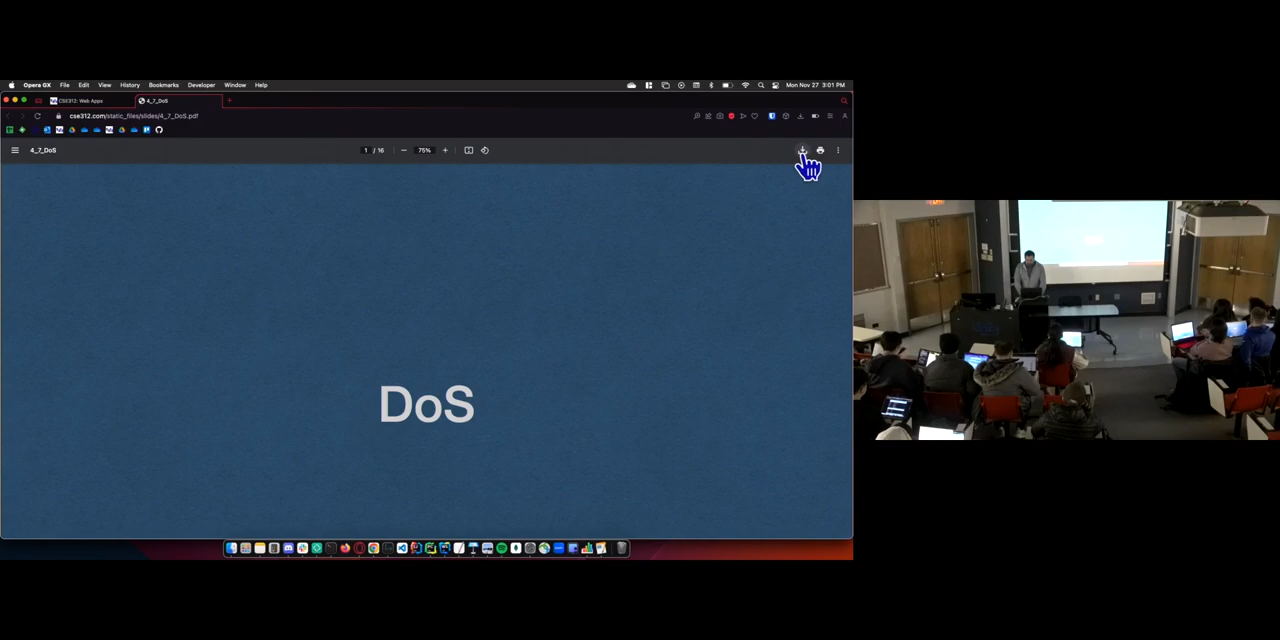 Opera GX File Edit View History Bookmarks Developer Window Help Mon Nov 27 3:01 PM
CSE312: Web Apps 4_7_DoS
cse312.com/static_files/slides/4_7_DoS.pdf
4_7_DoS 1 / 16 75%
DoS